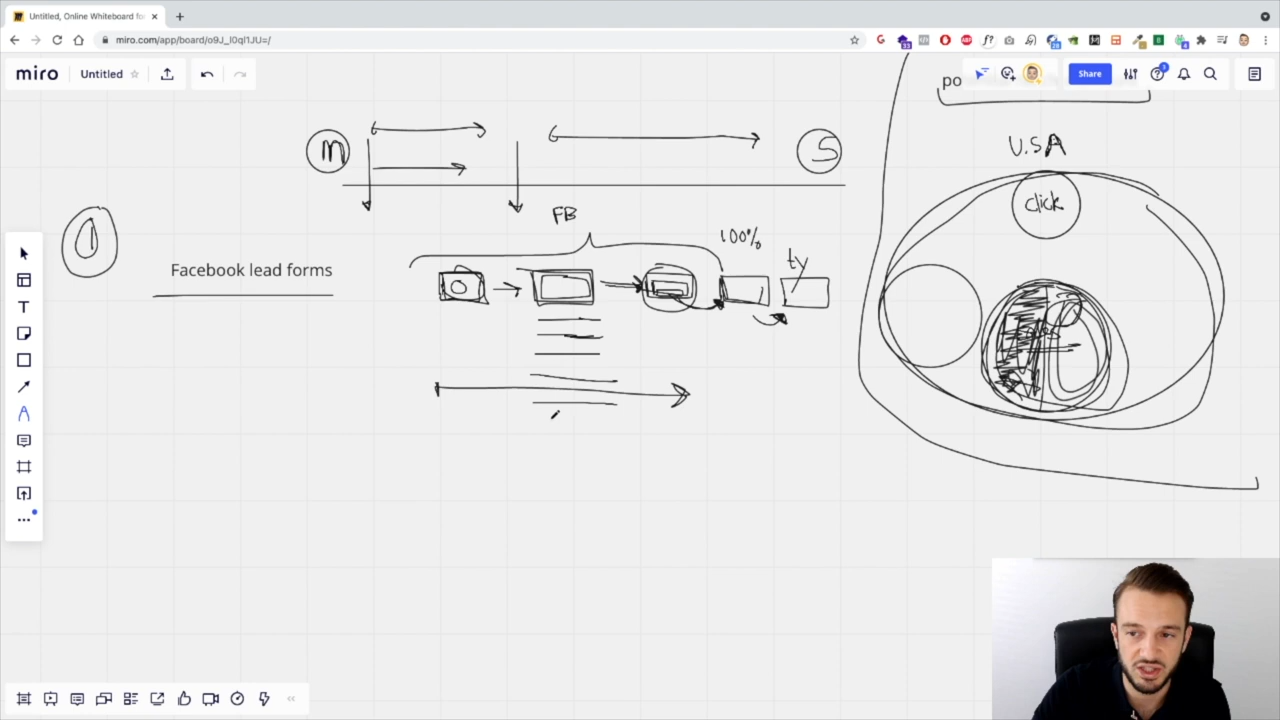 Untitled, Online Whiteboard fo
miro.com/app/board/o9J_l0ql1JU=/
miro
Untitled
Share
po
m
S
U.S.A
click
FB
100%
ty
Facebook lead forms